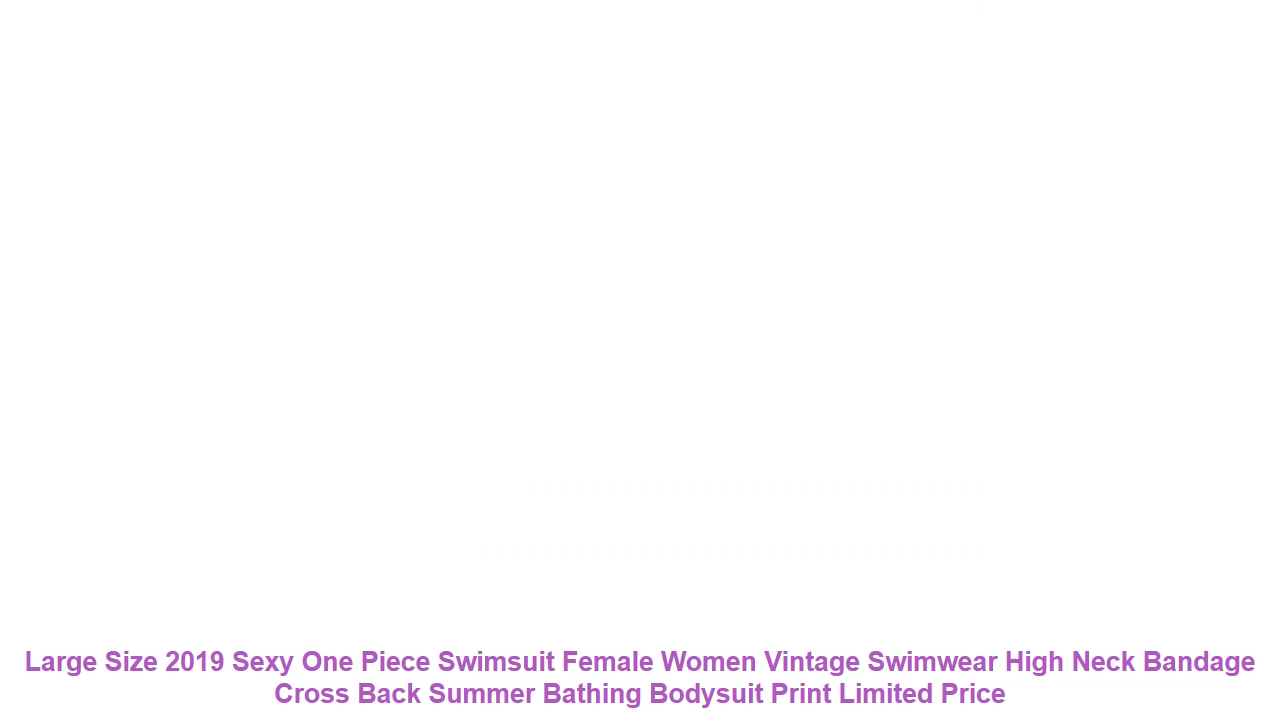 Large Size 2019 Sexy One Piece Swimsuit Female Women Vintage Swimwear High Neck Bandage
Cross Back Summer Bathing Bodysuit Print Limited Price